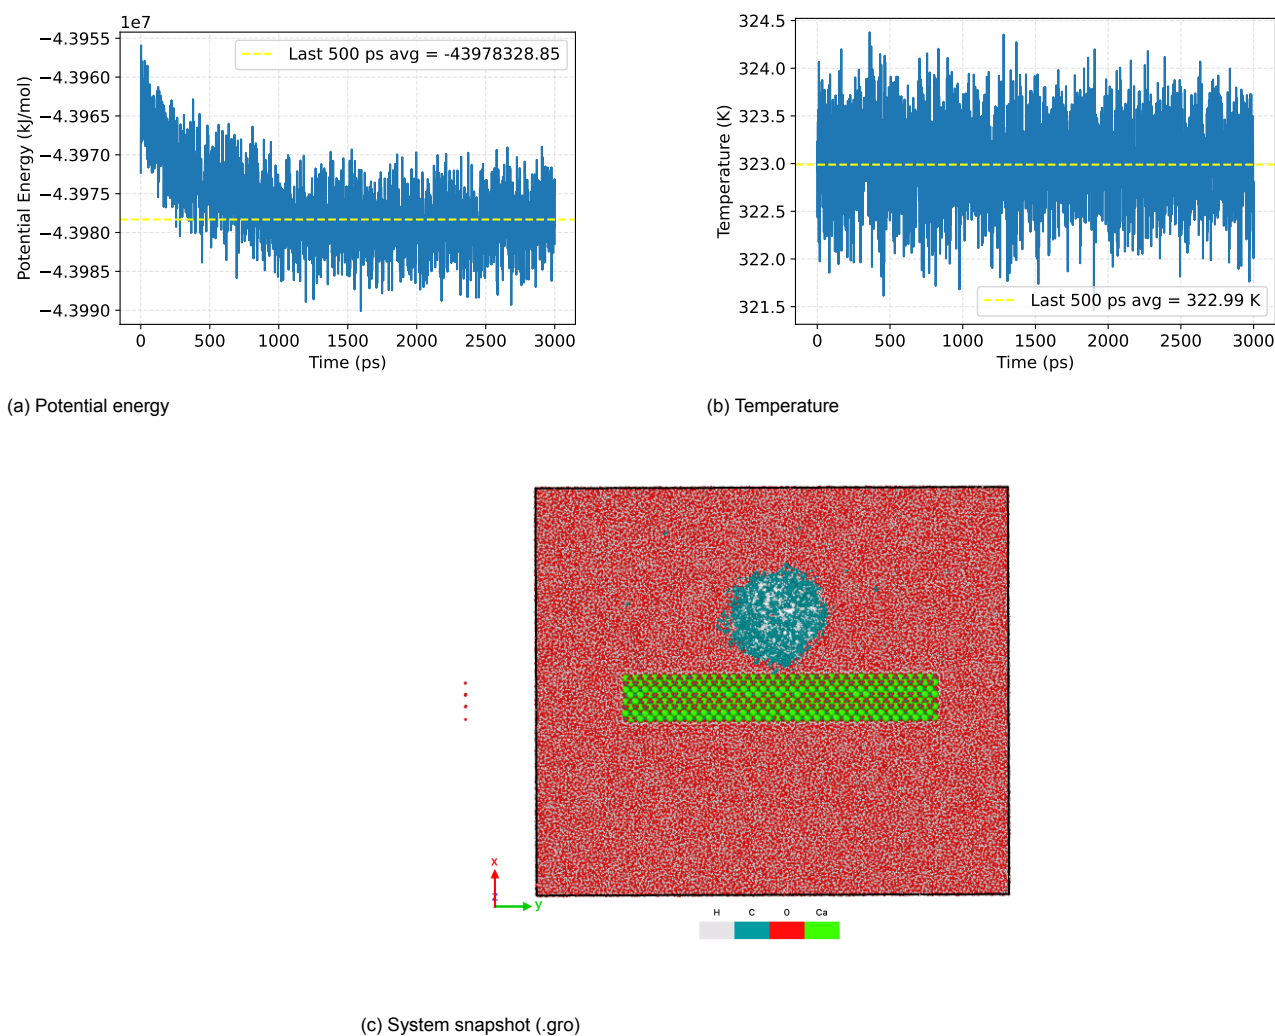 1e7
−4.3955
−4.3960
−4.3965
−4.3970
−4.3975
−4.3980
−4.3985
−4.3990
Potential Energy (kJ/mol)
Last 500 ps avg = -43978328.85
0 500 1000 1500 2000 2500 3000
Time (ps)
(a) Potential energy
324.5
324.0
323.5
323.0
322.5
322.0
321.5
Temperature (K)
Last 500 ps avg = 322.99 K
0 500 1000 1500 2000 2500 3000
Time (ps)
(b) Temperature
x
z
y
H C O Ca
(c) System snapshot (.gro)